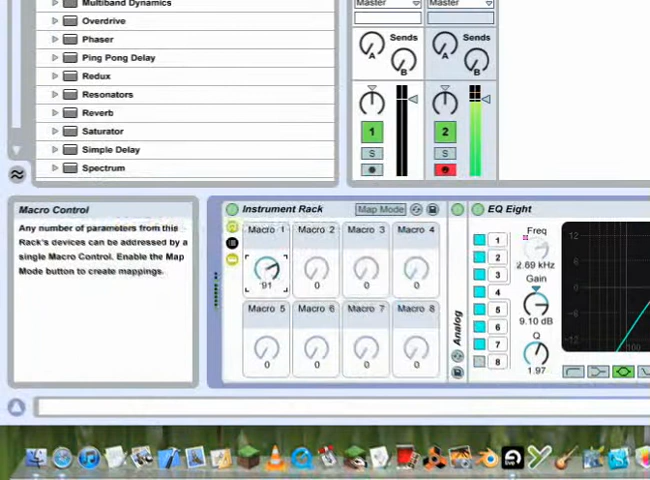 Multiband Dynamics
Overdrive
Phaser
Ping Pong Delay
Redux
Resonators
Reverb
Saturator
Simple Delay
Spectrum
Master Master
Sends Sends
A B A B
1 2
S S
Macro Control
Any number of parameters from this
Rack's devices can be addressed by a
single Macro Control. Enable the Map
Mode button to create mappings.
Instrument Rack Map Mode
Macro 1 Macro 2 Macro 3 Macro 4
91 0 0 0
Macro 5 Macro 6 Macro 7 Macro 8
0 0 0 0
Analog
EQ Eight
1
2
3
4
5
6
7
8
Freq
2.69 kHz
Gain
9.10 dB
Q
1.97
12
6
0
-6
-12
100
live